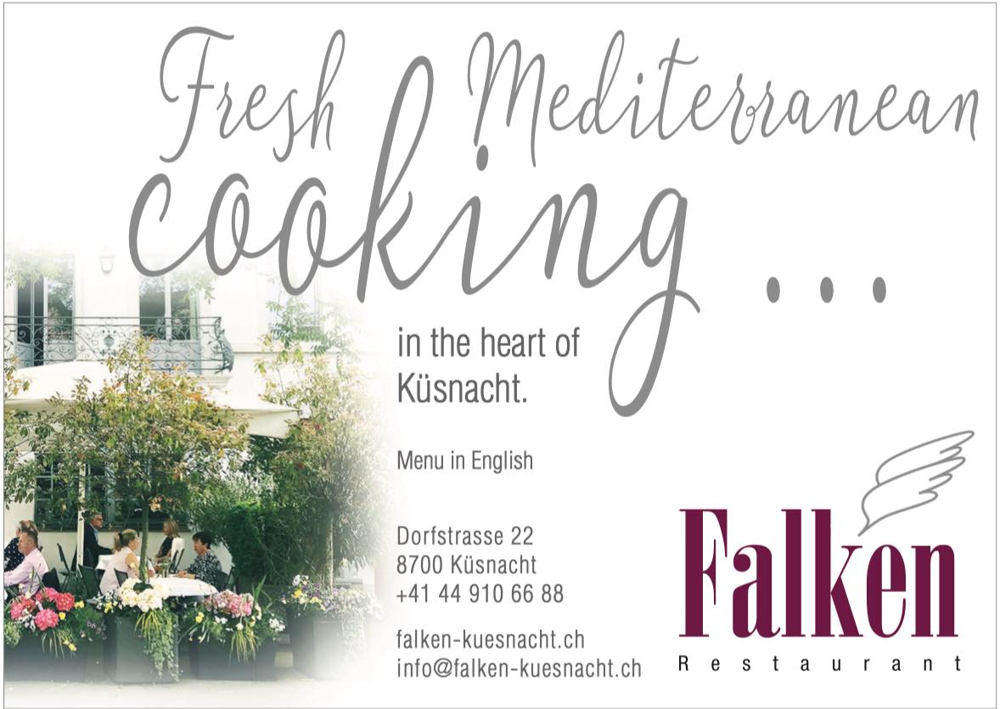 Fresh Mediterranean
cooking ...
in the heart of
Küsnacht.
Menu in English
Dorfstrasse 22
8700 Küsnacht
+41 44 910 66 88
falken-kuesnacht.ch
info@falken-kuesnacht.ch
Falken
Restaurant